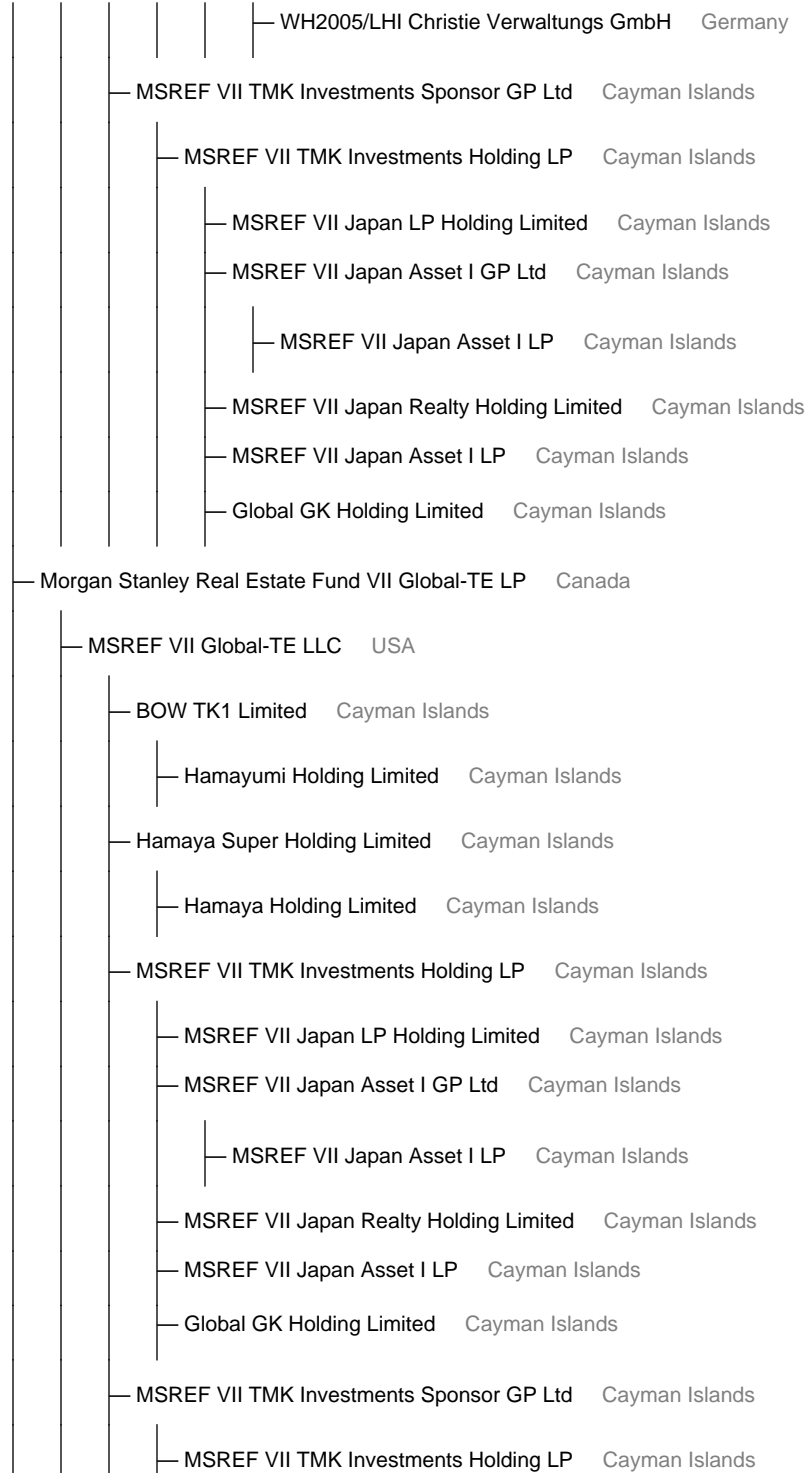 WH2005/LHI Christie Verwaltungs GmbH Germany
MSREF VII TMK Investments Sponsor GP Ltd Cayman Islands
MSREF VII TMK Investments Holding LP Cayman Islands
MSREF VII Japan LP Holding Limited Cayman Islands
MSREF VII Japan Asset I GP Ltd Cayman Islands
MSREF VII Japan Asset I LP Cayman Islands
MSREF VII Japan Realty Holding Limited Cayman Islands
MSREF VII Japan Asset I LP Cayman Islands
Global GK Holding Limited Cayman Islands
Morgan Stanley Real Estate Fund VII Global-TE LP Canada
MSREF VII Global-TE LLC USA
BOW TK1 Limited Cayman Islands
Hamayumi Holding Limited Cayman Islands
Hamaya Super Holding Limited Cayman Islands
Hamaya Holding Limited Cayman Islands
MSREF VII TMK Investments Holding LP Cayman Islands
MSREF VII Japan LP Holding Limited Cayman Islands
MSREF VII Japan Asset I GP Ltd Cayman Islands
MSREF VII Japan Asset I LP Cayman Islands
MSREF VII Japan Realty Holding Limited Cayman Islands
MSREF VII Japan Asset I LP Cayman Islands
Global GK Holding Limited Cayman Islands
MSREF VII TMK Investments Sponsor GP Ltd Cayman Islands
MSREF VII TMK Investments Holding LP Cayman Islands